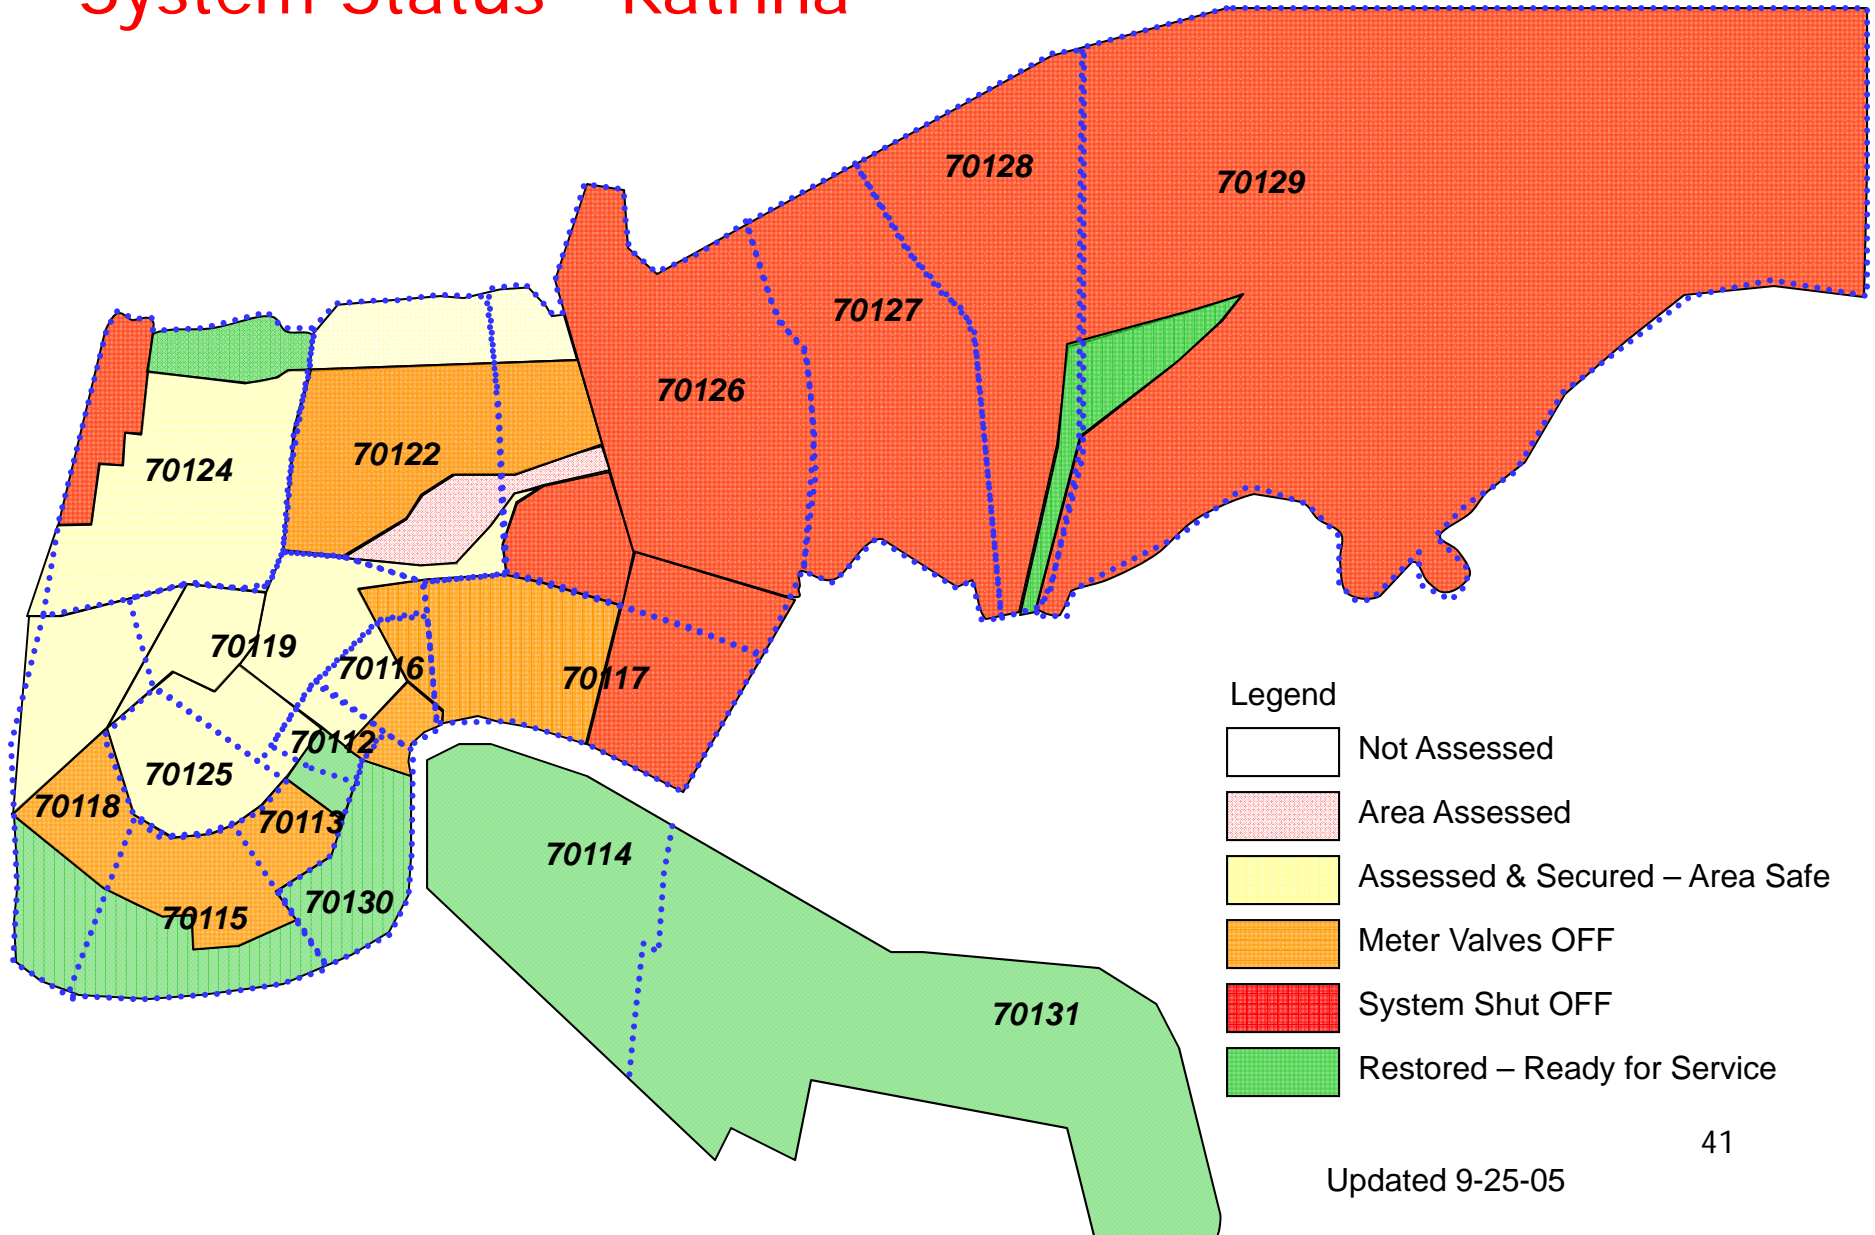 System Status - Katrina
70128
70129
70127
70126
70122
70124
70119
70116
70117
70112
70125
70118
70113
70114
70130
70115
70131
Legend
Not Assessed
Area Assessed
Assessed & Secured – Area Safe
Meter Valves OFF
System Shut OFF
Restored – Ready for Service
41
Updated 9-25-05